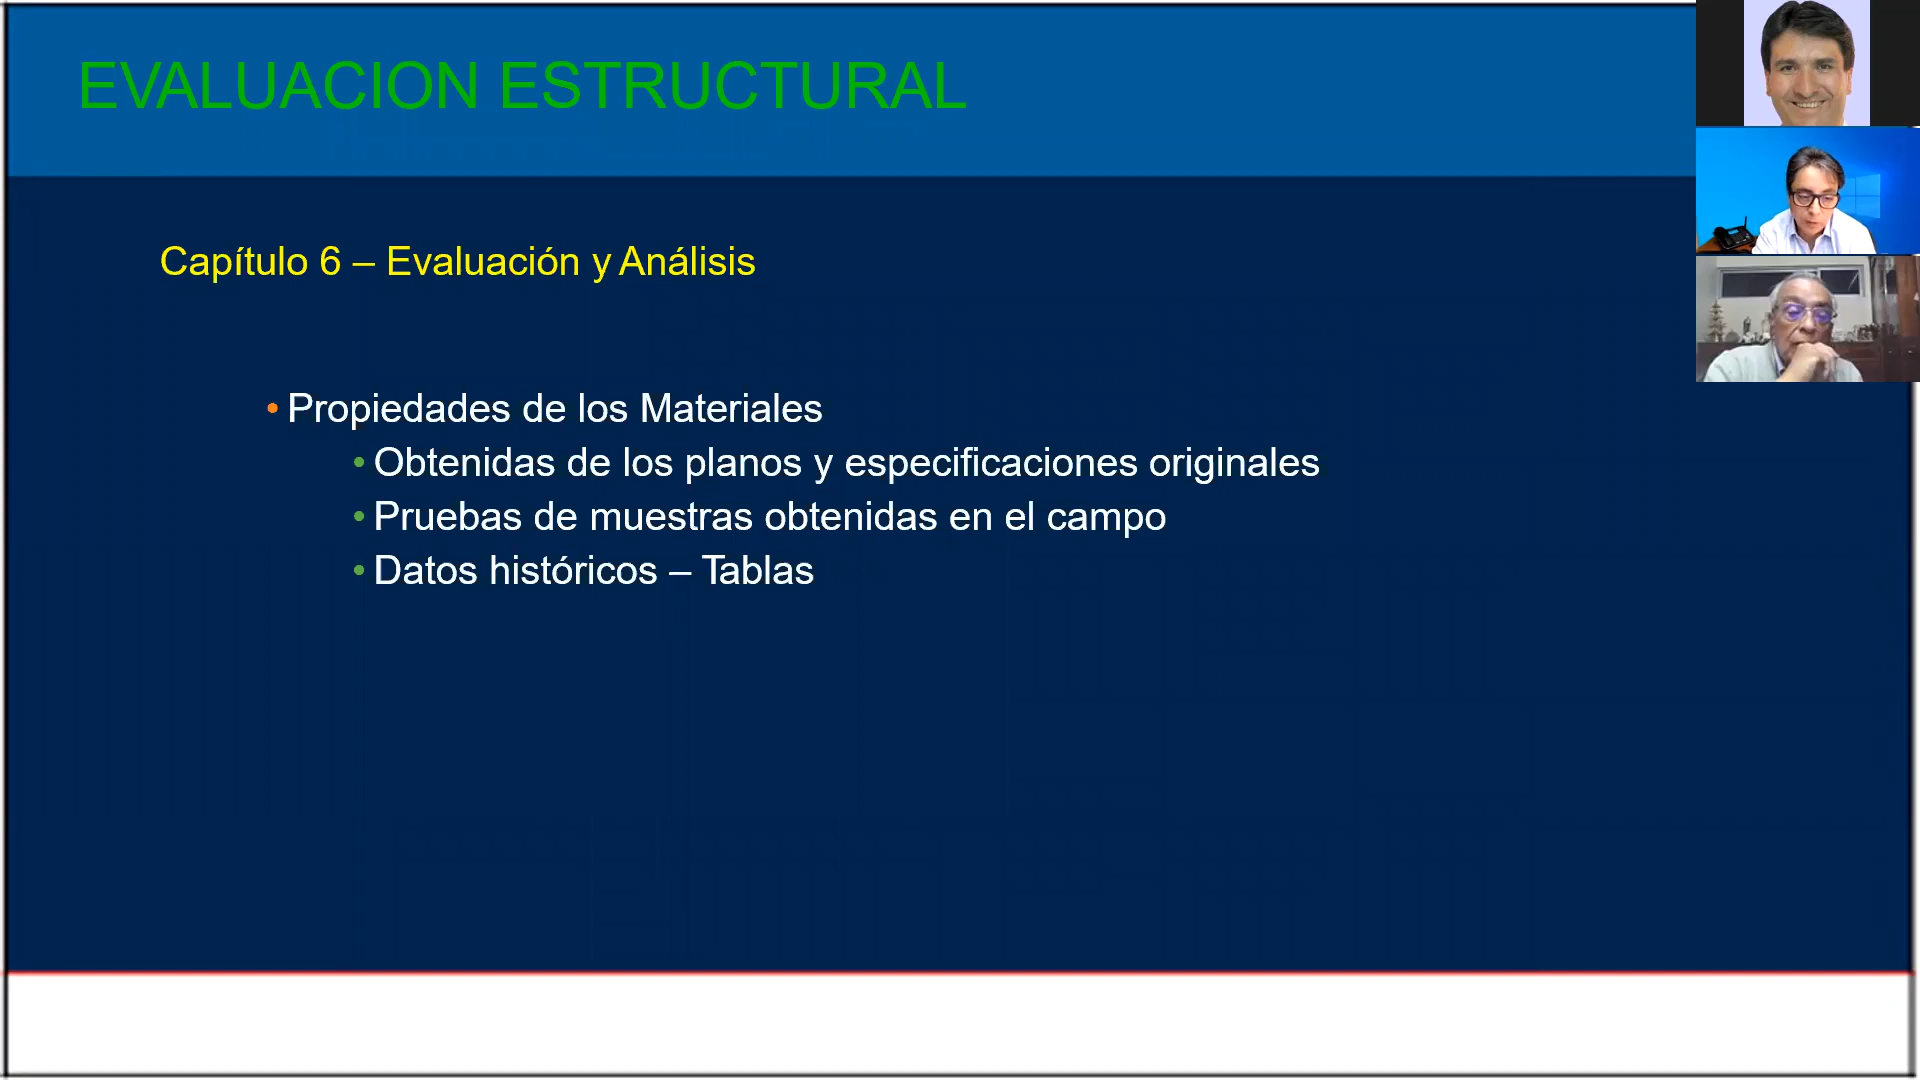 EVALUACION ESTRUCTURAL
Capítulo 6 – Evaluación y Análisis
• Propiedades de los Materiales
• Obtenidas de los planos y especificaciones originales
• Pruebas de muestras obtenidas en el campo
• Datos históricos – Tablas